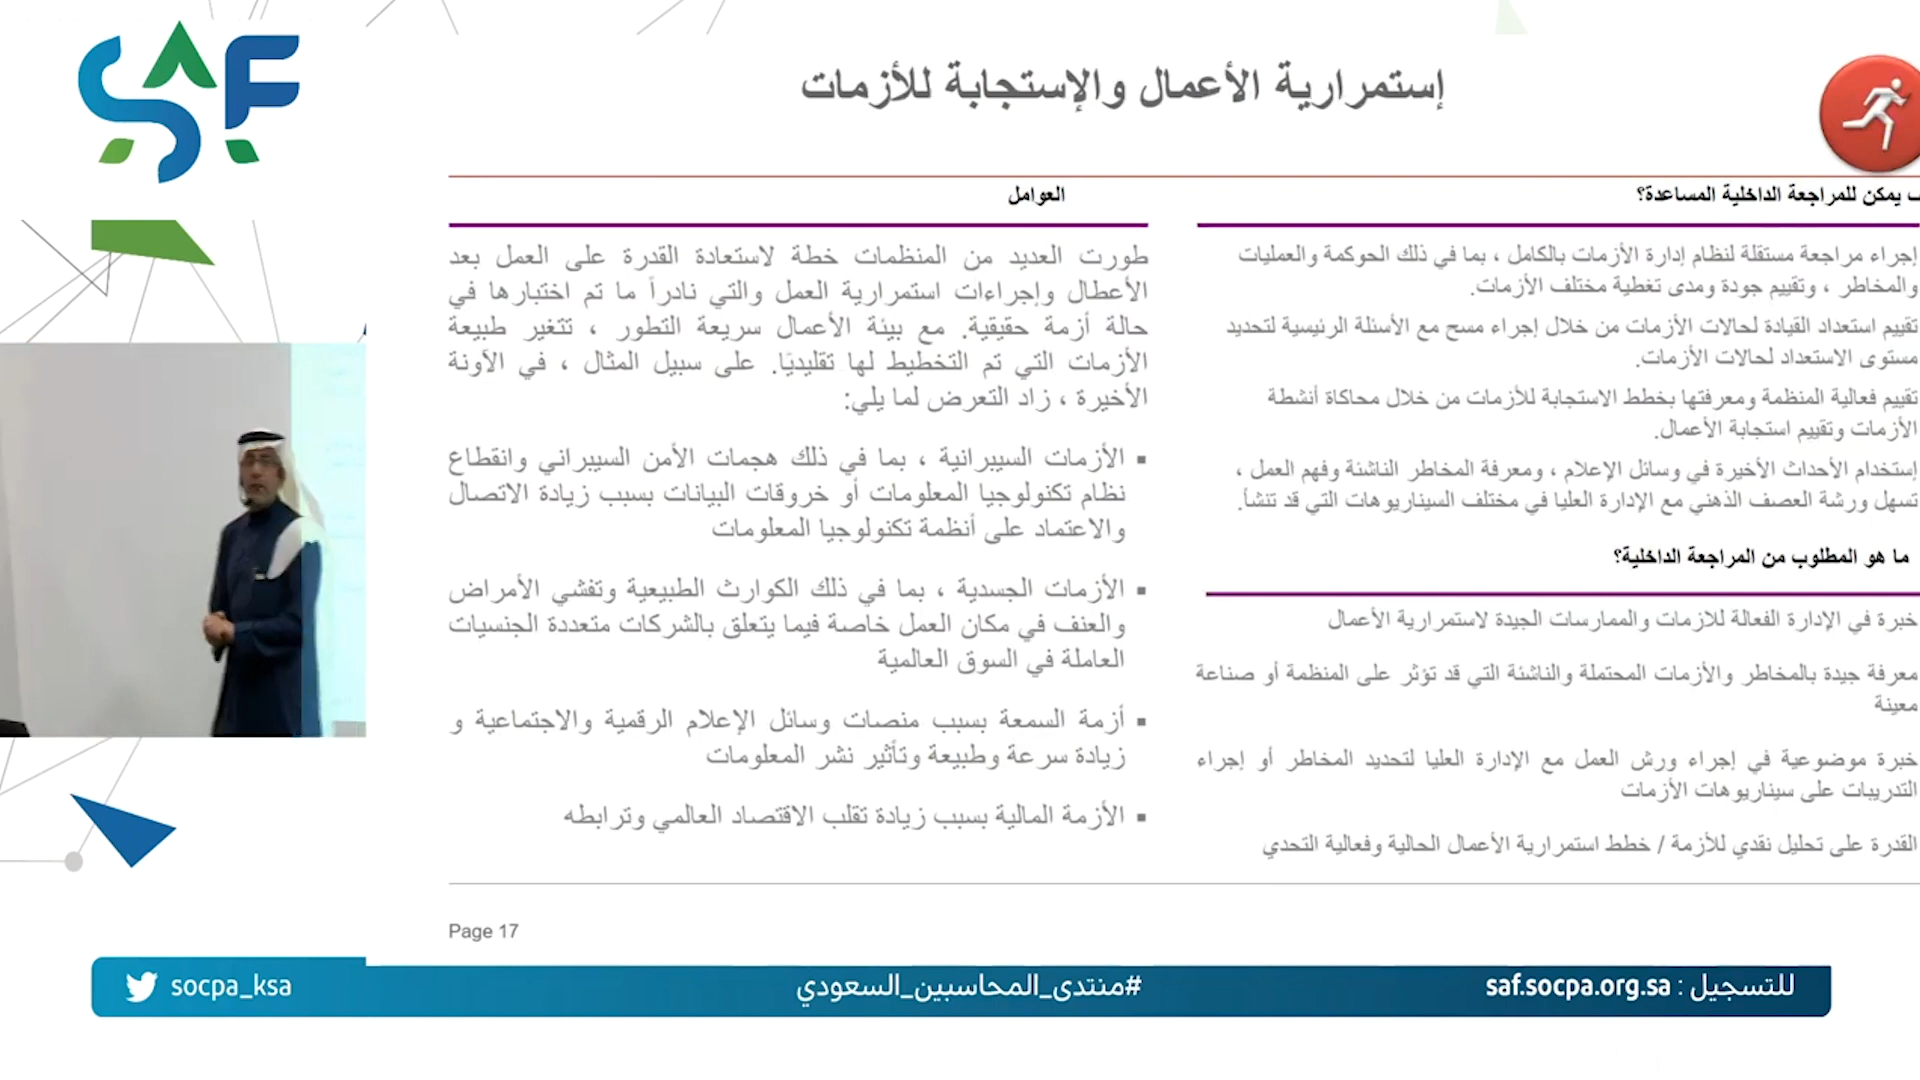 SAF
إستمرارية الأعمال والإستجابة للأزمات
يمكن للمراجعة الداخلية المساعدة؟
إجراء مراجعة مستقلة لنظام إدارة الأزمات بالكامل ، بما في ذلك الحوكمة والعمليات
والمخاطر ، وتقييم جودة ومدى تغطية مختلف الأزمات.
تقييم استعداد القيادة لحالات الأزمات من خلال إجراء مسح مع الأسئلة الرئيسية لتحديد
مستوى الاستعداد لحالات الأزمات.
تقييم فعالية المنظمة ومعرفتها بخطط الاستجابة للأزمات من خلال محاكاة أنشطة
الأزمات وتقييم استجابة الأعمال.
إستخدام الأحداث الأخيرة في وسائل الإعلام ، ومعرفة المخاطر الناشئة وفهم العمل ،
تسهل ورشة العصف الذهني مع الإدارة العليا في مختلف السيناريوهات التي قد تنشأ.
ما هو المطلوب من المراجعة الداخلية؟
خبرة في الإدارة الفعالة للازمات والممارسات الجيدة لاستمرارية الأعمال
معرفة جيدة بالمخاطر والأزمات المحتملة والناشئة التي قد تؤثر على المنظمة أو صناعة
معينة
خبرة موضوعية في إجراء ورش العمل مع الإدارة العليا لتحديد المخاطر أو إجراء
التدريبات على سيناريوهات الأزمات
القدرة على تحليل نقدي للأزمة / خطط استمرارية الأعمال الحالية وفعالية التحدي
العوامل
طورت العديد من المنظمات خطة لاستعادة القدرة على العمل بعد
الأعطال وإجراءات استمرارية العمل والتي نادراً ما تم اختبارها في
حالة أزمة حقيقية. مع بيئة الأعمال سريعة التطور ، تتغير طبيعة
الأزمات التي تم التخطيط لها تقليديًا. على سبيل المثال ، في الآونة
الأخيرة ، زاد التعرض لما يلي:
▪ الأزمات السيبرانية ، بما في ذلك هجمات الأمن السيبراني وانقطاع
نظام تكنولوجيا المعلومات أو خروقات البيانات بسبب زيادة الاتصال
والاعتماد على أنظمة تكنولوجيا المعلومات
▪ الأزمات الجسدية ، بما في ذلك الكوارث الطبيعية وتفشي الأمراض
والعنف في مكان العمل خاصة فيما يتعلق بالشركات متعددة الجنسيات
العاملة في السوق العالمية
▪ أزمة السمعة بسبب منصات وسائل الإعلام الرقمية والاجتماعية و
زيادة سرعة وطبيعة وتأثير نشر المعلومات
▪ الأزمة المالية بسبب زيادة تقلب الاقتصاد العالمي وترابطه
Page 17
للتسجيل : saf.socpa.org.sa
#منتدى_المحاسبين_السعودي
socpa_ksa